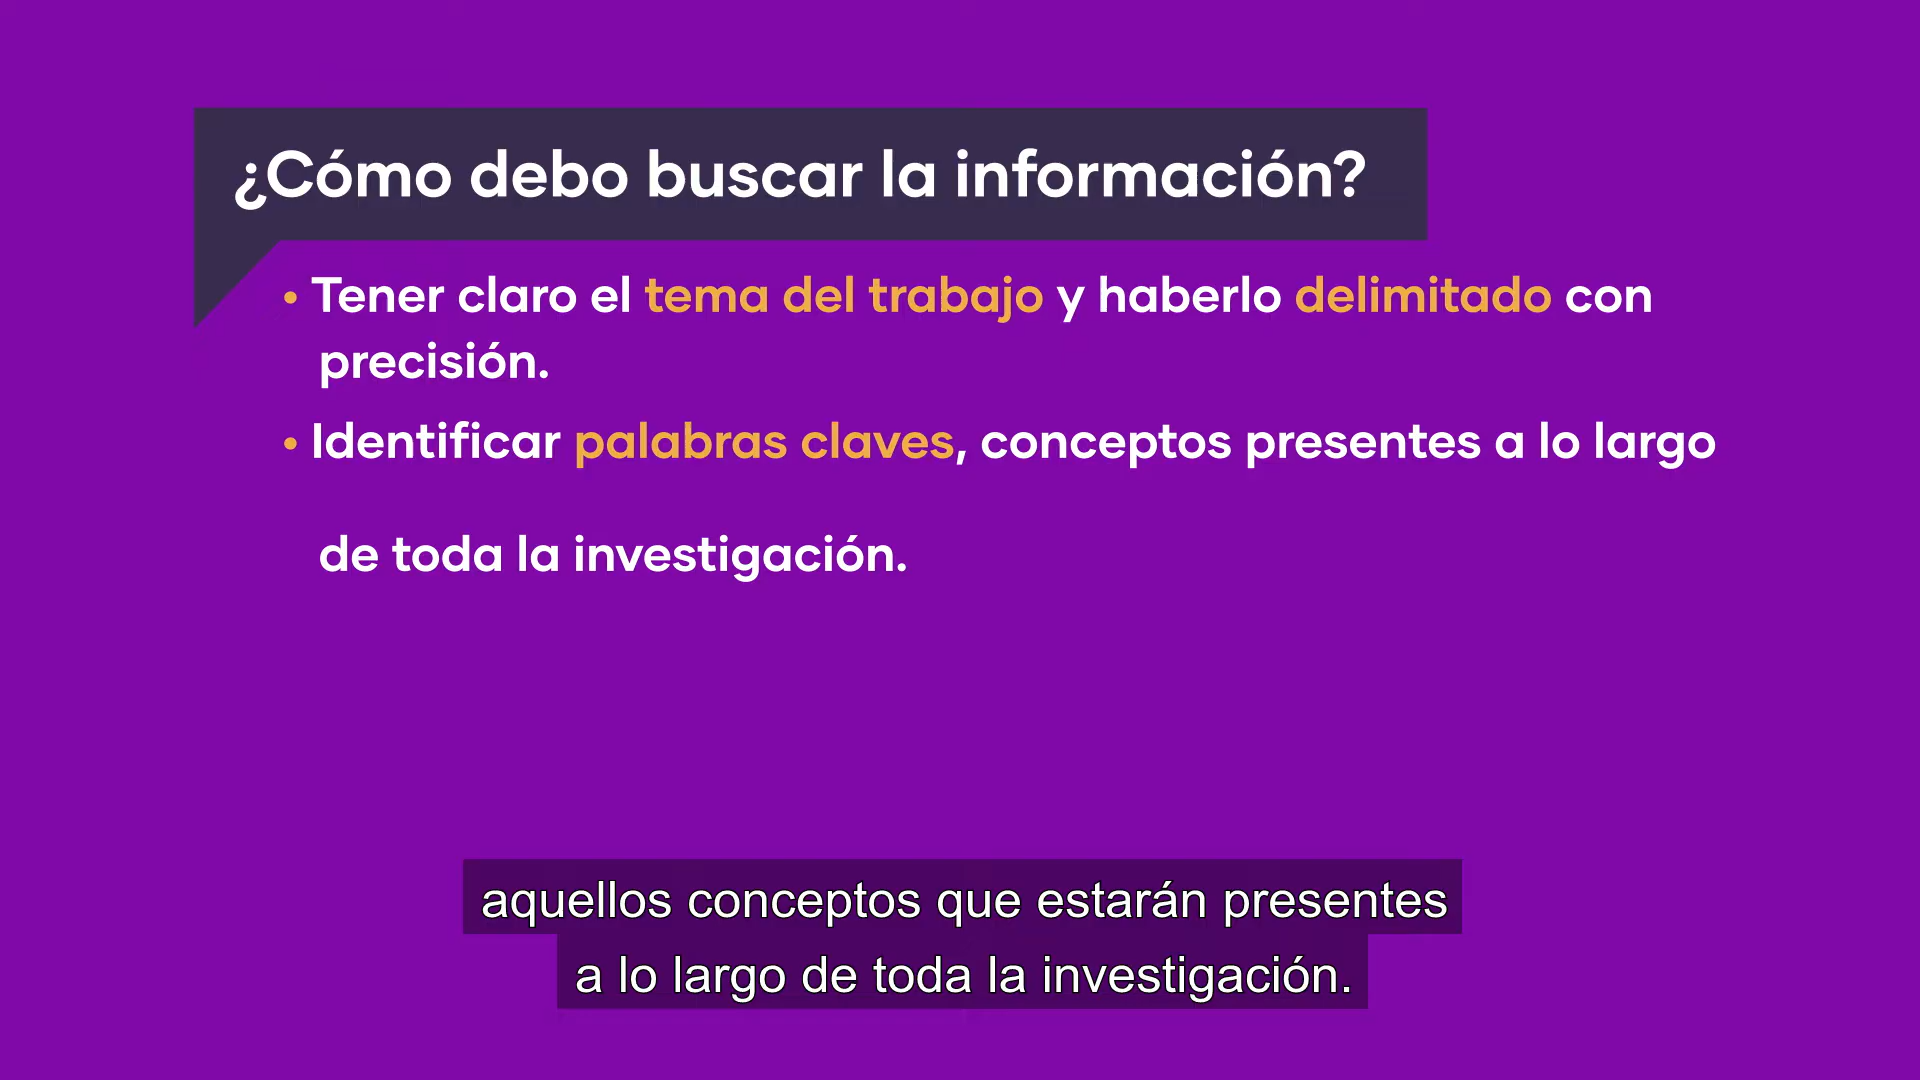 ¿Cómo debo buscar la información?
• Tener claro el tema del trabajo y haberlo delimitado con
precisión.
• Identificar palabras claves, conceptos presentes a lo largo
de toda la investigación.
aquellos conceptos que estarán presentes
a lo largo de toda la investigación.